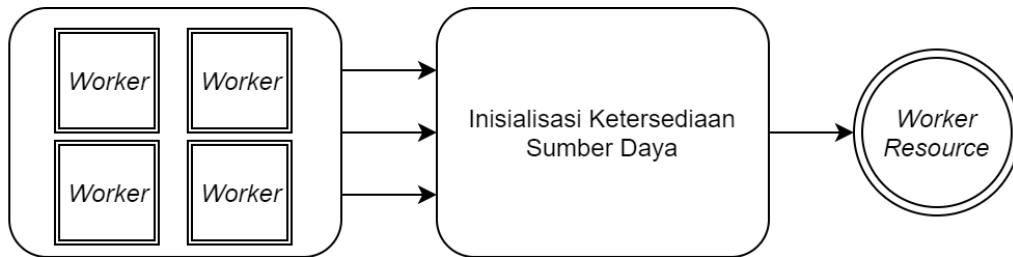 Worker
Worker
Worker
Worker
Inisialisasi Ketersediaan
Sumber Daya
Worker
Resource